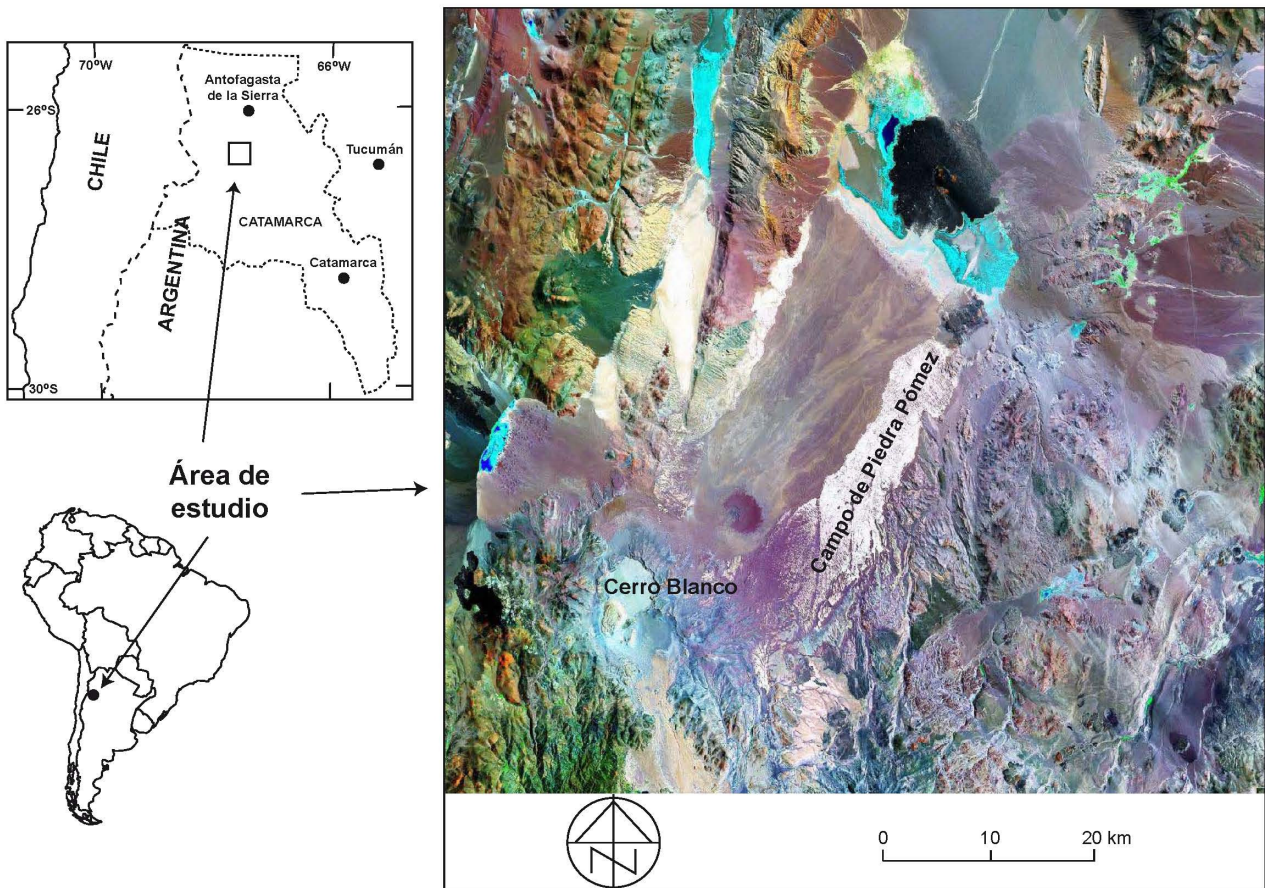 70ºW
66ºW
Antofagasta
de la Sierra
26ºS
Tucumán
CHILE
CATAMARCA
ARGENTINA
Catamarca
30ºS
Área de
estudio
Campo de Piedra Pómez
Cerro Blanco
N
0 10 20 km